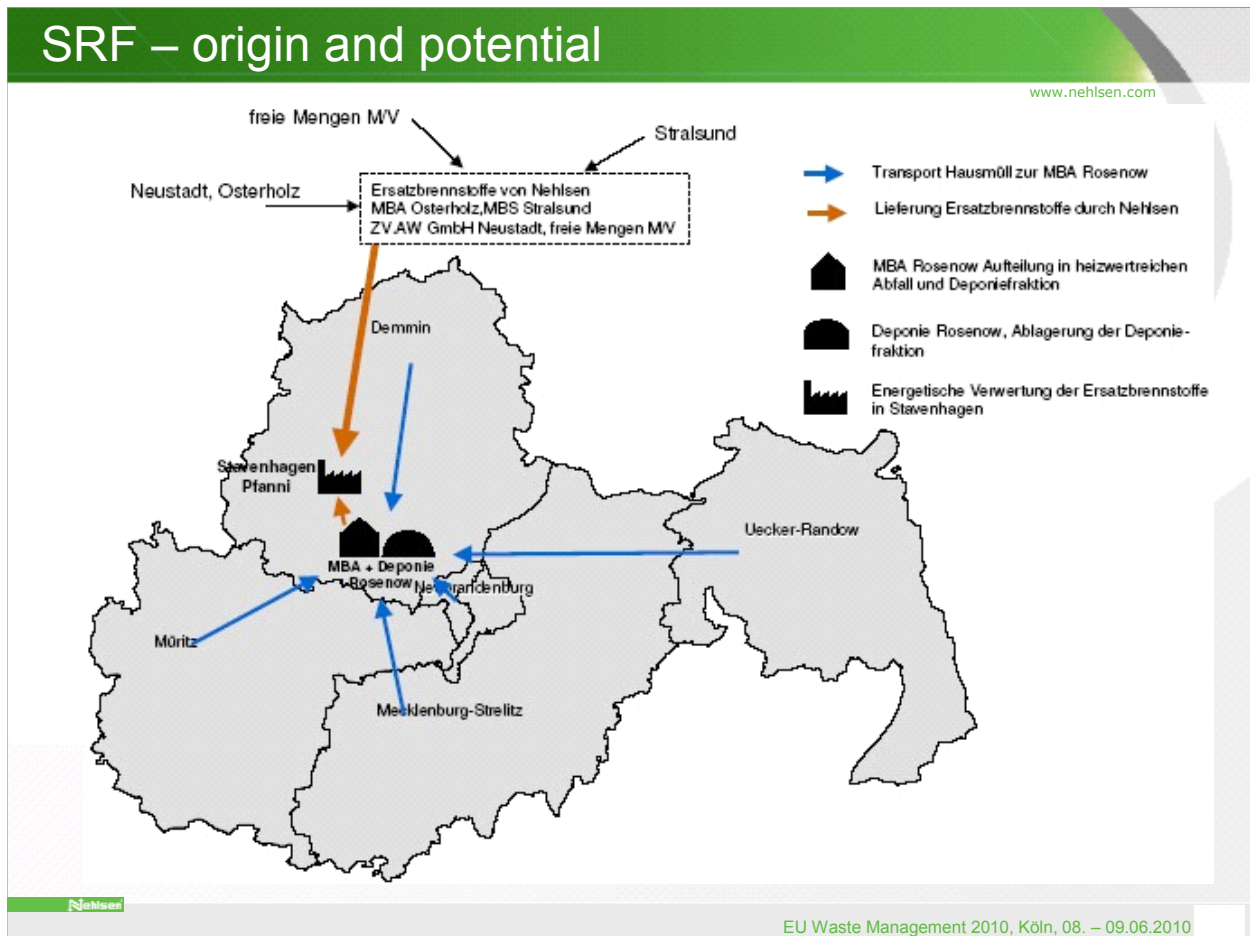 SRF – origin and potential
www.nehlsen.com
freie Mengen M/V
Stralsund
Neustadt, Osterholz
Ersatzbrennstoffe von Nehlsen
MBA Osterholz,MBS Stralsund
ZV.AW GmbH Neustadt, freie Mengen M/V
Transport Hausmüll zur MBA Rosenow
Lieferung Ersatzbrennstoffe durch Nehlsen
MBA Rosenow Aufteilung in heizwertreichen
Abfall und Deponiefraktion
Deponie Rosenow, Ablagerung der Deponie-
fraktion
Energetische Verwertung der Ersatzbrennstoffe
in Stavenhagen
Demmin
Stavenhagen
Pfanni
Uecker-Randow
MBA + Deponie
Rosenow
Neubrandenburg
Müritz
Mecklenburg-Strelitz
Nehlsen
EU Waste Management 2010, Köln, 08. – 09.06.2010